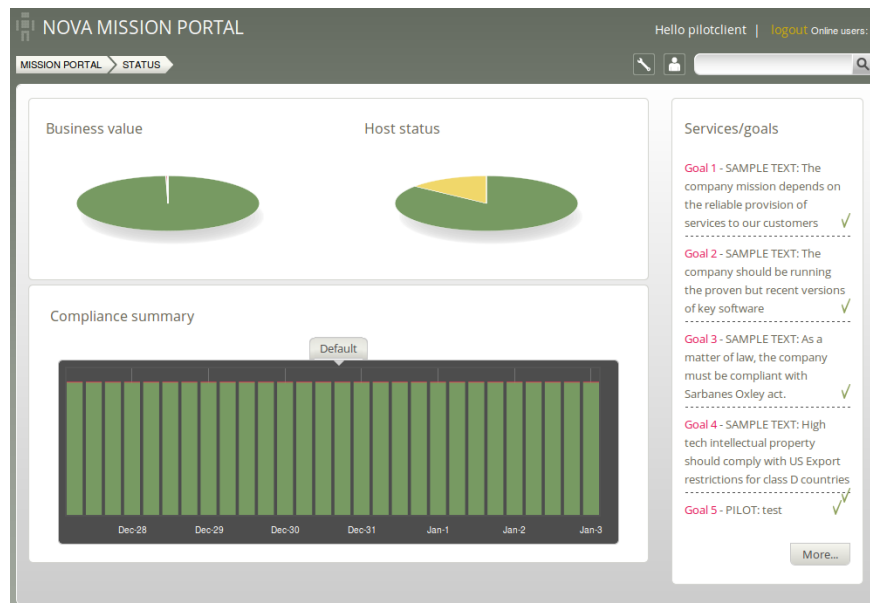 NOVA MISSION PORTAL
Hello pilotclient | logout Online users:
MISSION PORTAL STATUS
Business value
Host status
Compliance summary
Default
Dec-28 Dec-29 Dec-30 Dec-31 Jan-1 Jan-2 Jan-3
Services/goals
Goal 1 - SAMPLE TEXT: The
company mission depends on
the reliable provision of
services to our customers
Goal 2 - SAMPLE TEXT: The
company should be running
the proven but recent versions
of key software
Goal 3 - SAMPLE TEXT: As a
matter of law, the company
must be compliant with
Sarbanes Oxley act.
Goal 4 - SAMPLE TEXT: High
tech intellectual property
should comply with US Export
restrictions for class D countries
Goal 5 - PILOT: test
More...